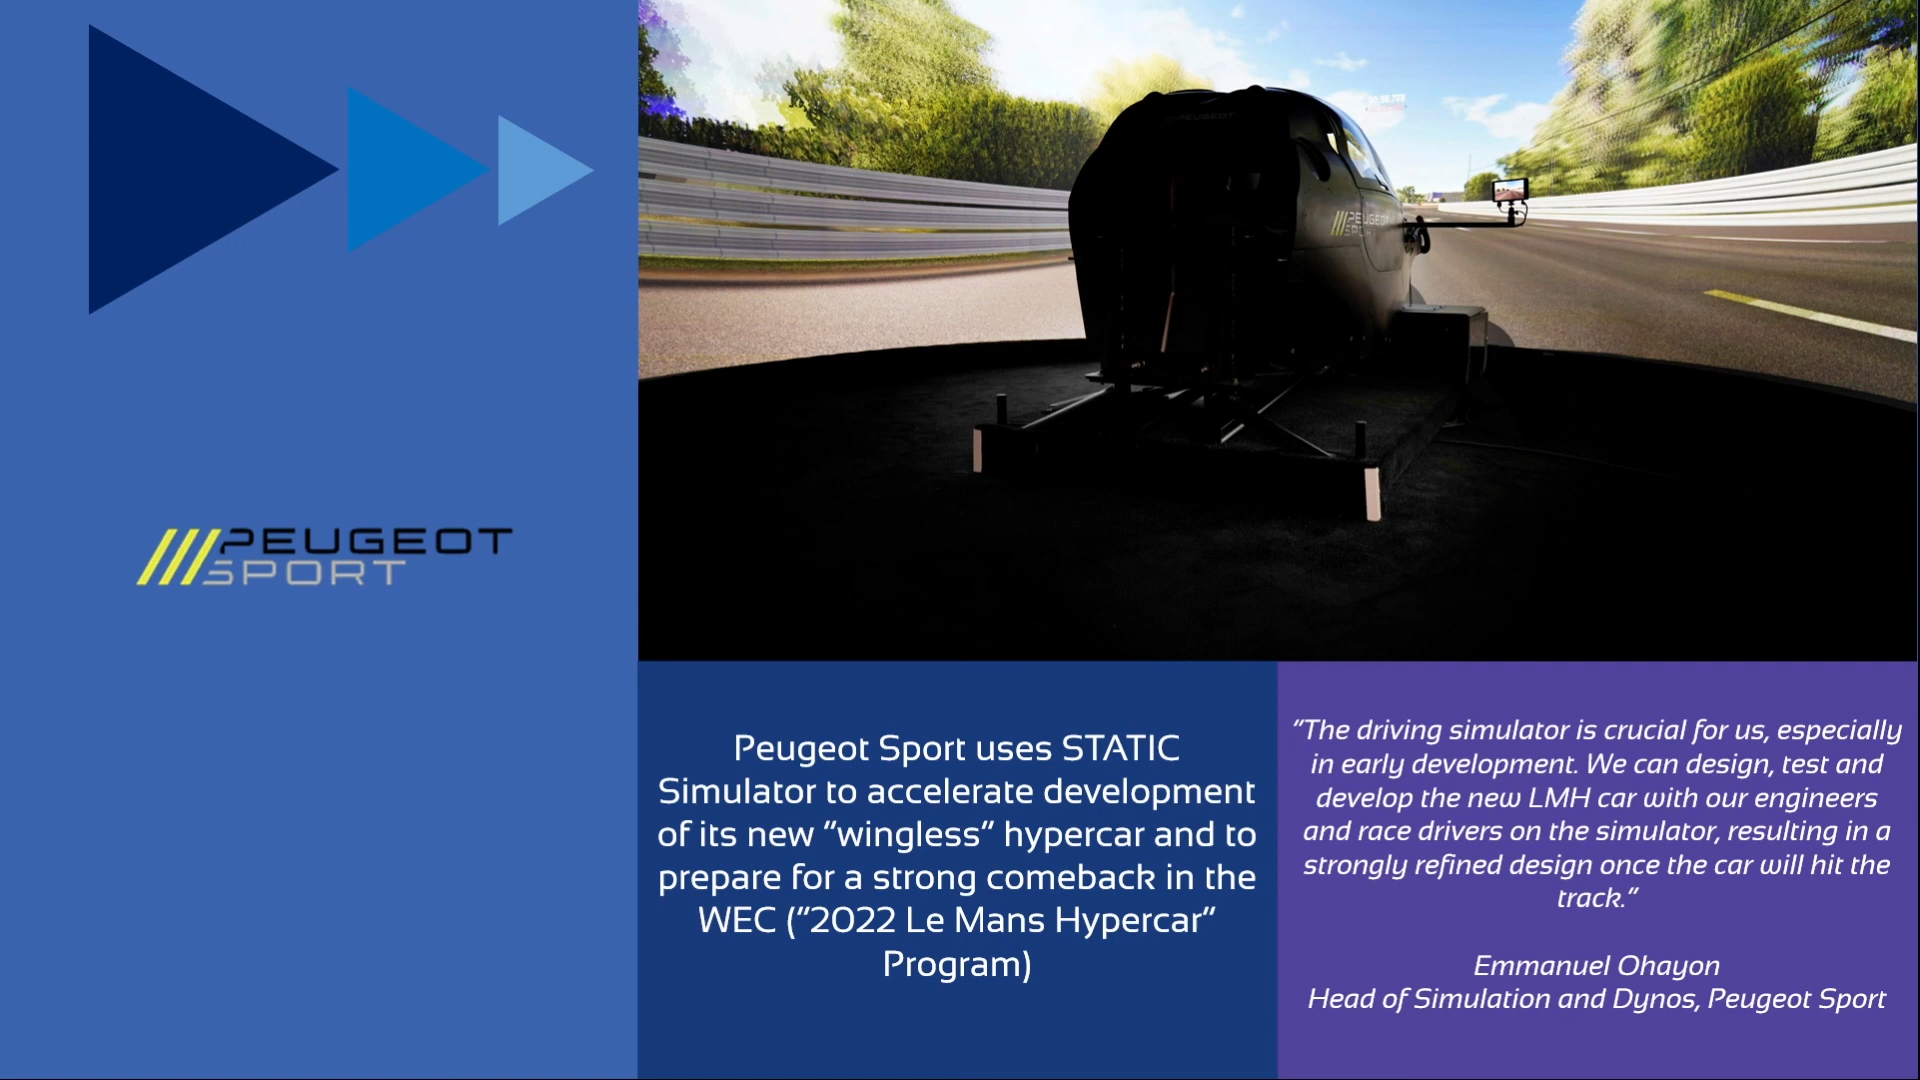 PEUGEOT
SPORT
PEUGEOT
PEUGEOT
SPORT
Peugeot Sport uses STATIC
Simulator to accelerate development
of its new “wingless” hypercar and to
prepare for a strong comeback in the
WEC (“2022 Le Mans Hypercar”
Program)
“The driving simulator is crucial for us, especially
in early development. We can design, test and
develop the new LMH car with our engineers
and race drivers on the simulator, resulting in a
strongly refined design once the car will hit the
track.”
Emmanuel Ohayon
Head of Simulation and Dynos, Peugeot Sport